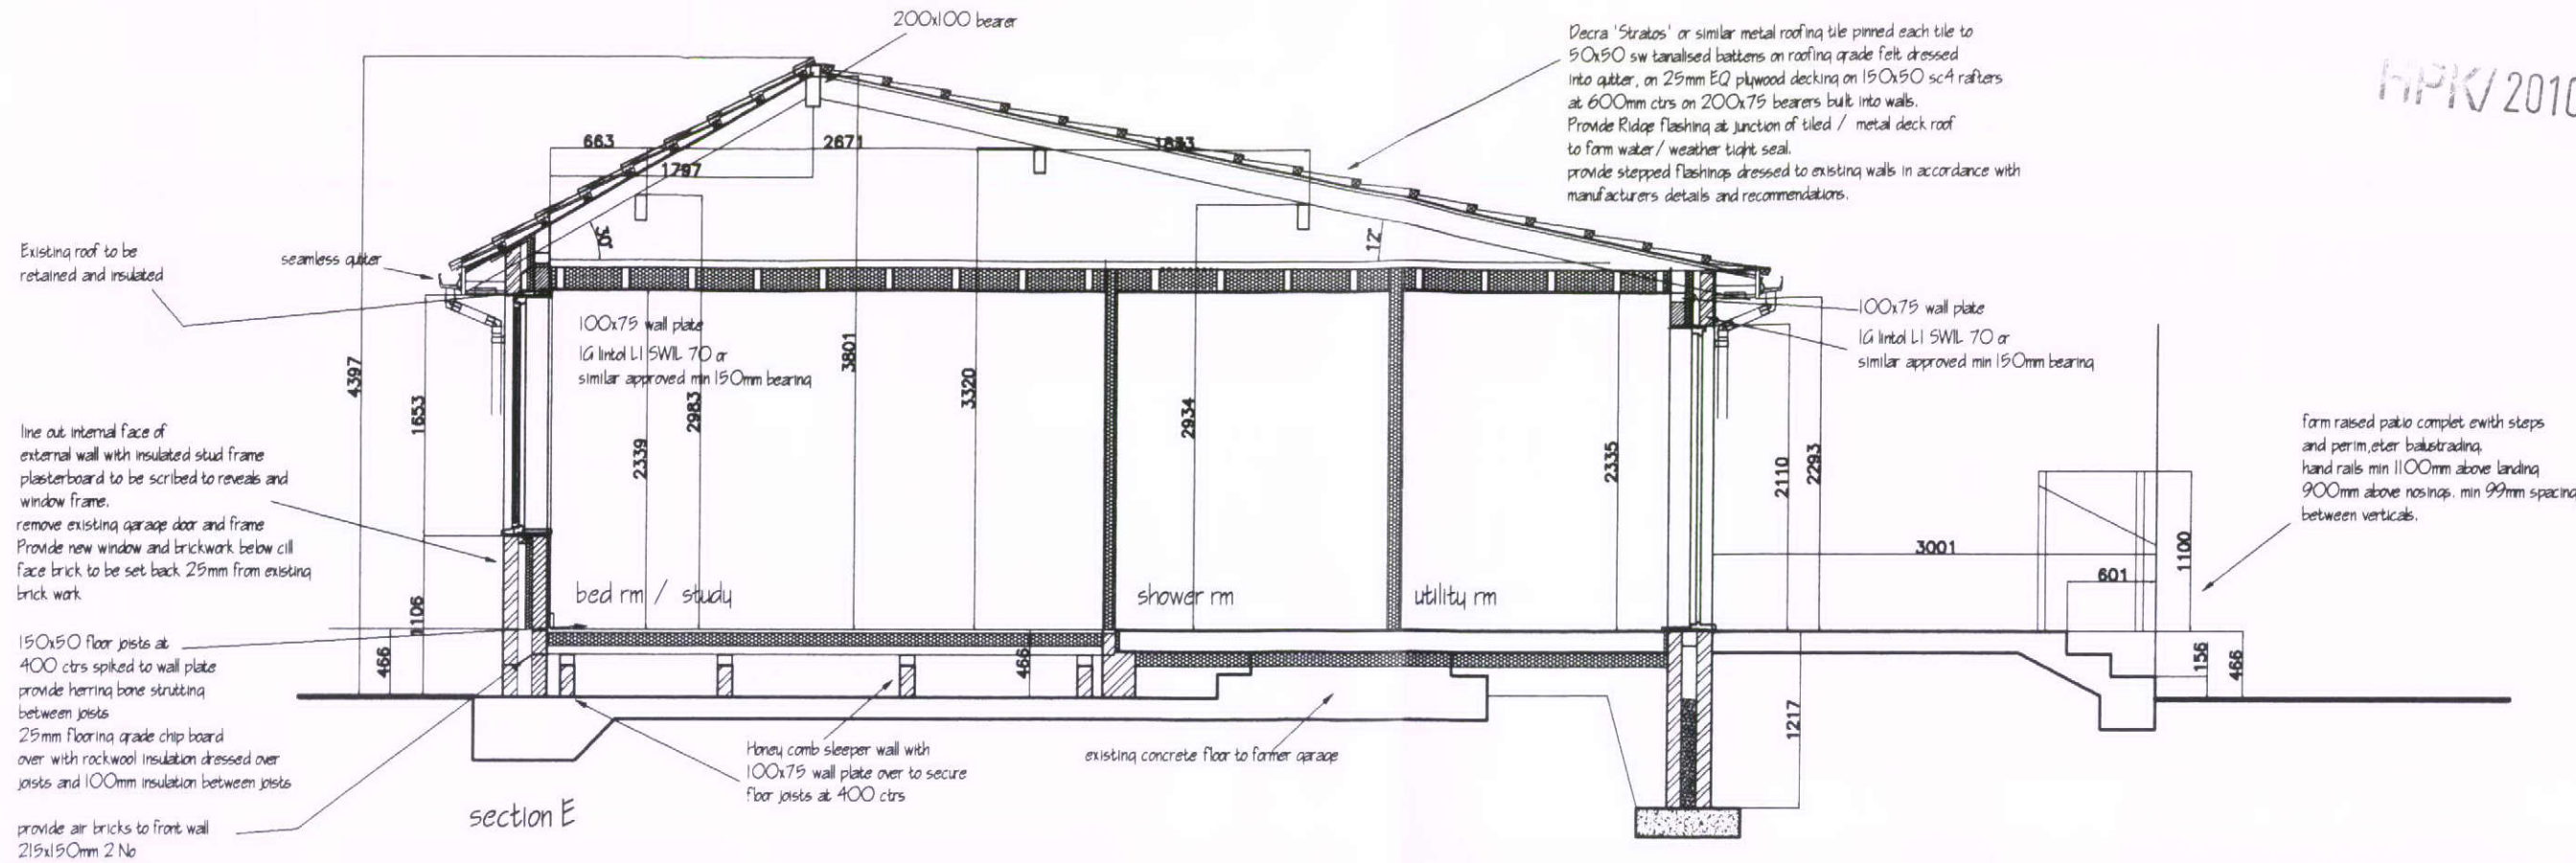 200x100 bearer
Decra 'Stratos' or similar metal roofing tile pinned each tile to
50x50 sw tanalised battens on roofing grade felt dressed
into gutter, on 25mm EQ plywood decking on 150x50 sc4 rafters
at 600mm ctrs on 200x75 bearers built into walls.
Provide Ridge flashing at junction of tiled / metal deck roof
to form water/ weather tight seal.
provide stepped flashings dressed to existing walls in accordance with
manufacturers details and recommendations.
HPK/2010
663
2671
1833
1797
30°
12°
Existing roof to be
retained and insulated
seamless gutter
100x75 wall plate
IG lintol L1 SWIL 70 or
similar approved min 150mm bearing
100x75 wall plate
IG lintol L1 SWIL 70 or
similar approved min 150mm bearing
4397
1653
2339
2983
3801
3320
2934
2335
2110
2293
line out internal face of
external wall with insulated stud frame
plasterboard to be scribed to reveals and
window frame.
remove existing garage door and frame
Provide new window and brickwork below cill
face brick to be set back 25mm from existing
brick work
form raised patio complet ewith steps
and perim,eter balustrading,
hand rails min 1100mm above landing
900mm above nosings. min 99mm spacing
between verticals.
3001
601
1100
bed rm / study
shower rm
utility rm
1106
466
466
156
466
1217
150x50 floor joists at
400 ctrs spiked to wall plate
provide herring bone strutting
between joists
25mm flooring grade chip board
over with rockwool insulation dressed over
joists and 100mm insulation between joists
Honey comb sleeper wall with
100x75 wall plate over to secure
floor joists at 400 ctrs
existing concrete floor to former garage
section E
provide air bricks to front wall
215x150mm 2 No